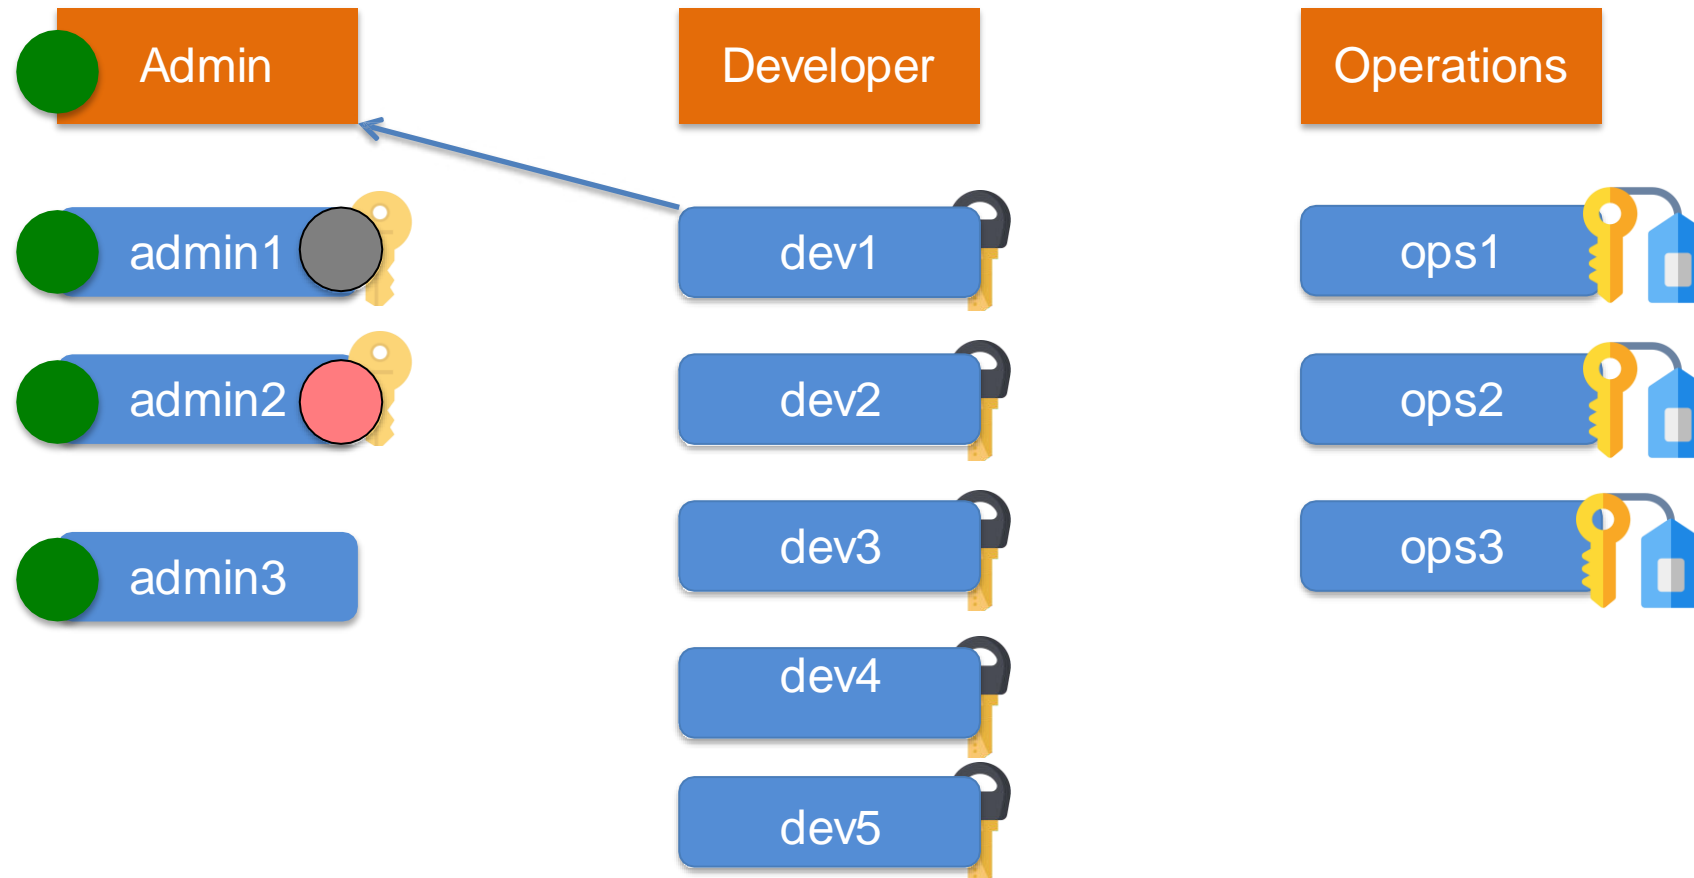 Admin
Developer
Operations
admin1
dev1
ops1
admin2
dev2
ops2
admin3
dev3
ops3
dev4
dev5